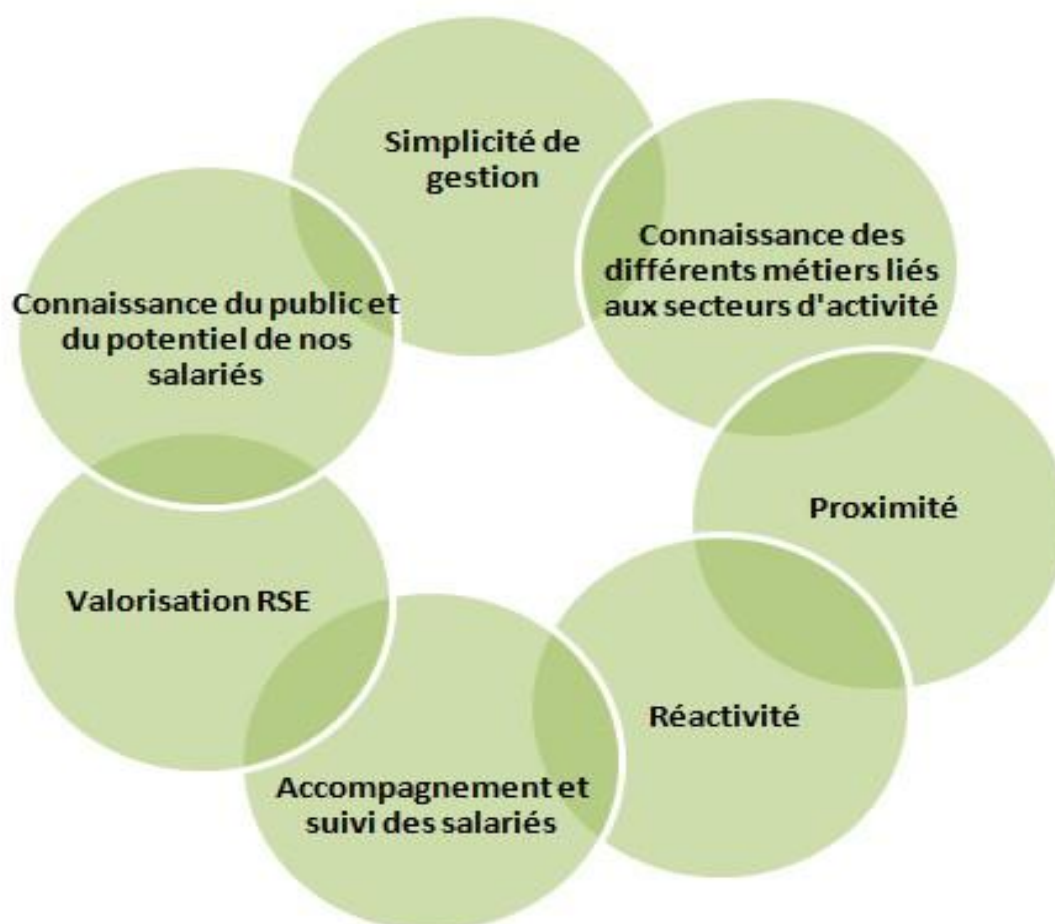 Simplicité de
gestion
Connaissance des
différents métiers liés
aux secteurs d'activité
Proximité
Réactivité
Accompagnement et
suivi des salariés
Valorisation RSE
Connaissance du public et
du potentiel de nos
salariés